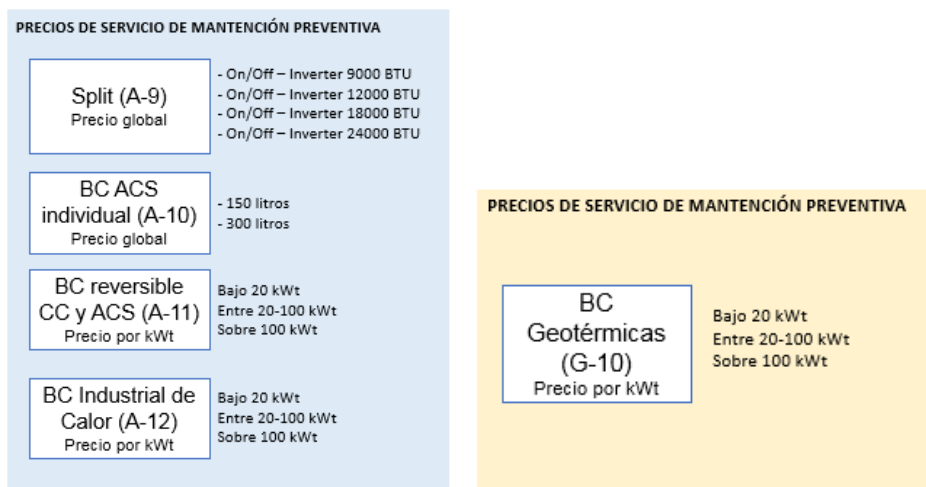 PRECIOS DE SERVICIO DE MANTENCIÓN PREVENTIVA
Split (A-9)
Precio global
- On/Off – Inverter 9000 BTU
- On/Off – Inverter 12000 BTU
- On/Off – Inverter 18000 BTU
- On/Off – Inverter 24000 BTU
BC ACS
individual (A-10)
Precio global
- 150 litros
- 300 litros
BC reversible
CC y ACS (A-11)
Precio por kWt
Bajo 20 kWt
Entre 20-100 kWt
Sobre 100 kWt
BC Industrial de
Calor (A-12)
Precio por kWt
Bajo 20 kWt
Entre 20-100 kWt
Sobre 100 kWt
PRECIOS DE SERVICIO DE MANTENCIÓN PREVENTIVA
BC
Geotérmicas
(G-10)
Precio por kWt
Bajo 20 kWt
Entre 20-100 kWt
Sobre 100 kWt